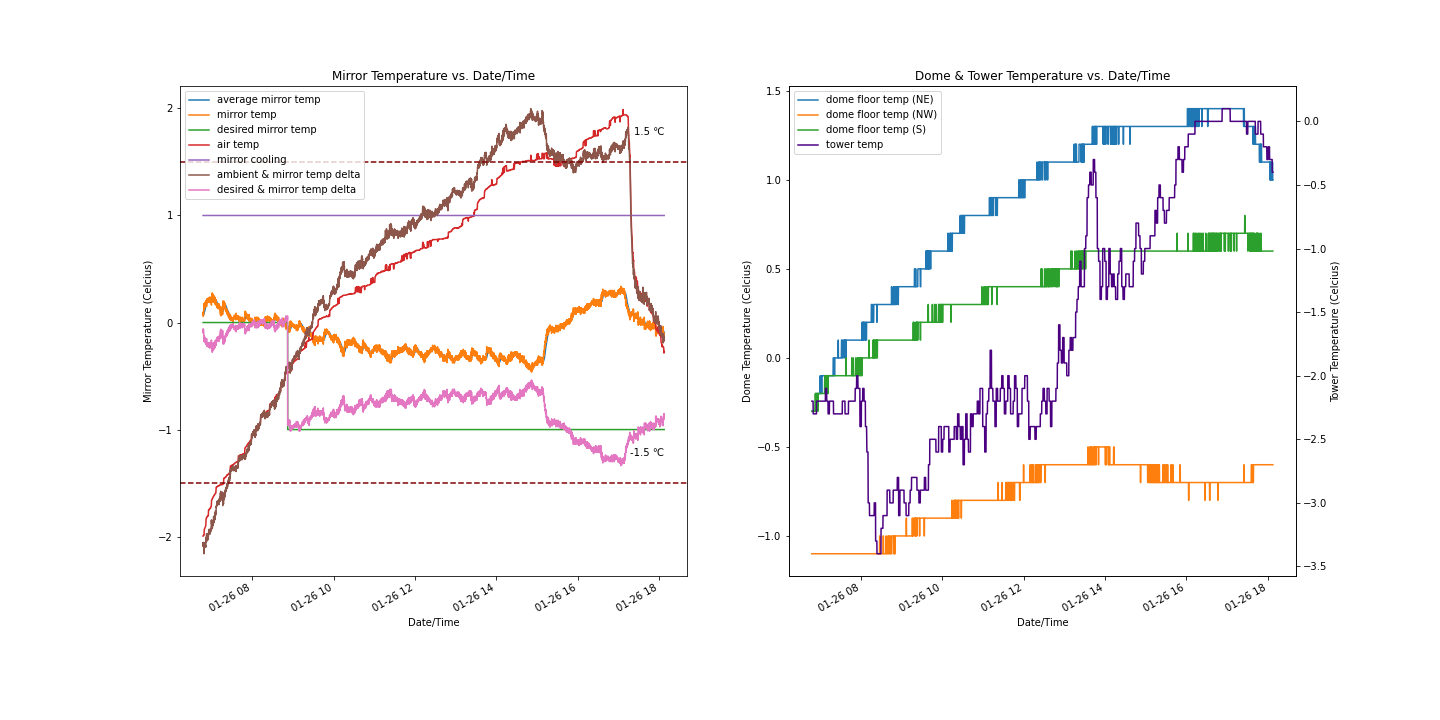 Mirror Temperature vs. Date/Time
average mirror temp
mirror temp
desired mirror temp
air temp
mirror cooling
ambient & mirror temp delta
desired & mirror temp delta
1.5 °C
-1.5 °C
2
1
0
−1
−2
Mirror Temperature (Celcius)
01-26 08
01-26 10
01-26 12
01-26 14
01-26 16
01-26 18
Date/Time
Dome & Tower Temperature vs. Date/Time
dome floor temp (NE)
dome floor temp (NW)
dome floor temp (S)
tower temp
1.5
1.0
0.5
0.0
−0.5
−1.0
Dome Temperature (Celcius)
0.0
−0.5
−1.0
−1.5
−2.0
−2.5
−3.0
−3.5
Tower Temperature (Celcius)
01-26 08
01-26 10
01-26 12
01-26 14
01-26 16
01-26 18
Date/Time